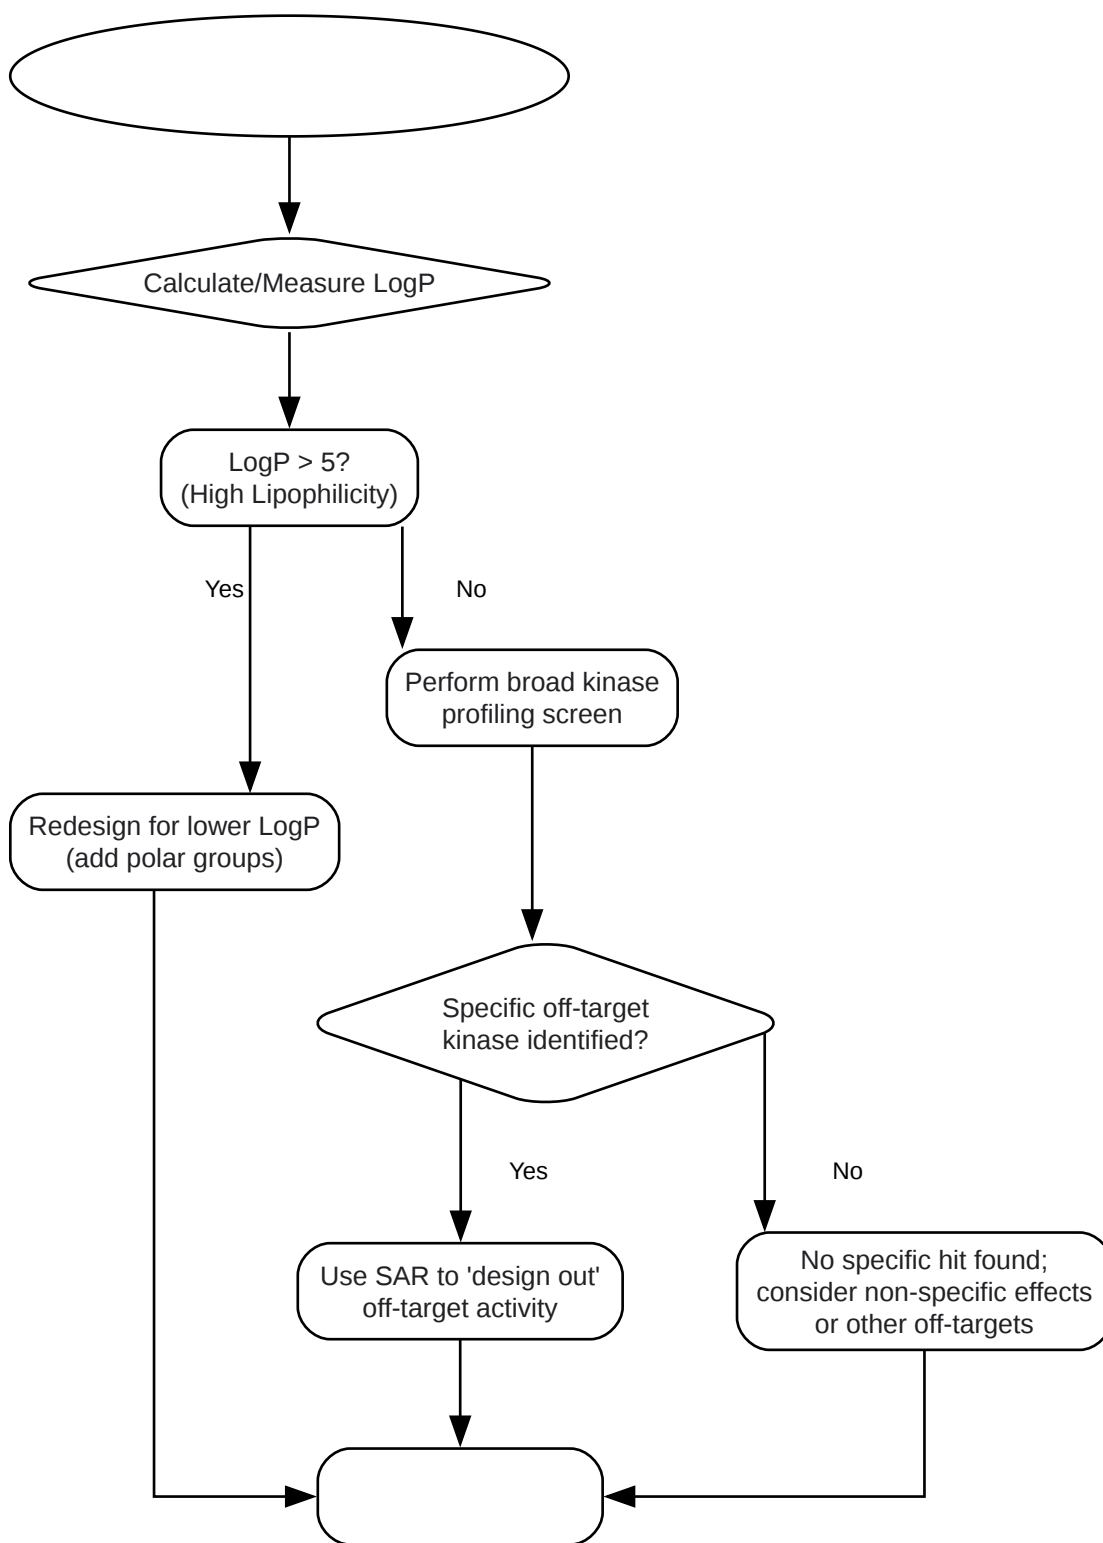 Calculate/Measure LogP
LogP > 5?
(High Lipophilicity)
Yes
No
Perform broad kinase
profiling screen
Redesign for lower LogP
(add polar groups)
Specific off-target
kinase identified?
Yes
No
Use SAR to 'design out'
off-target activity
No specific hit found;
consider non-specific effects
or other off-targets